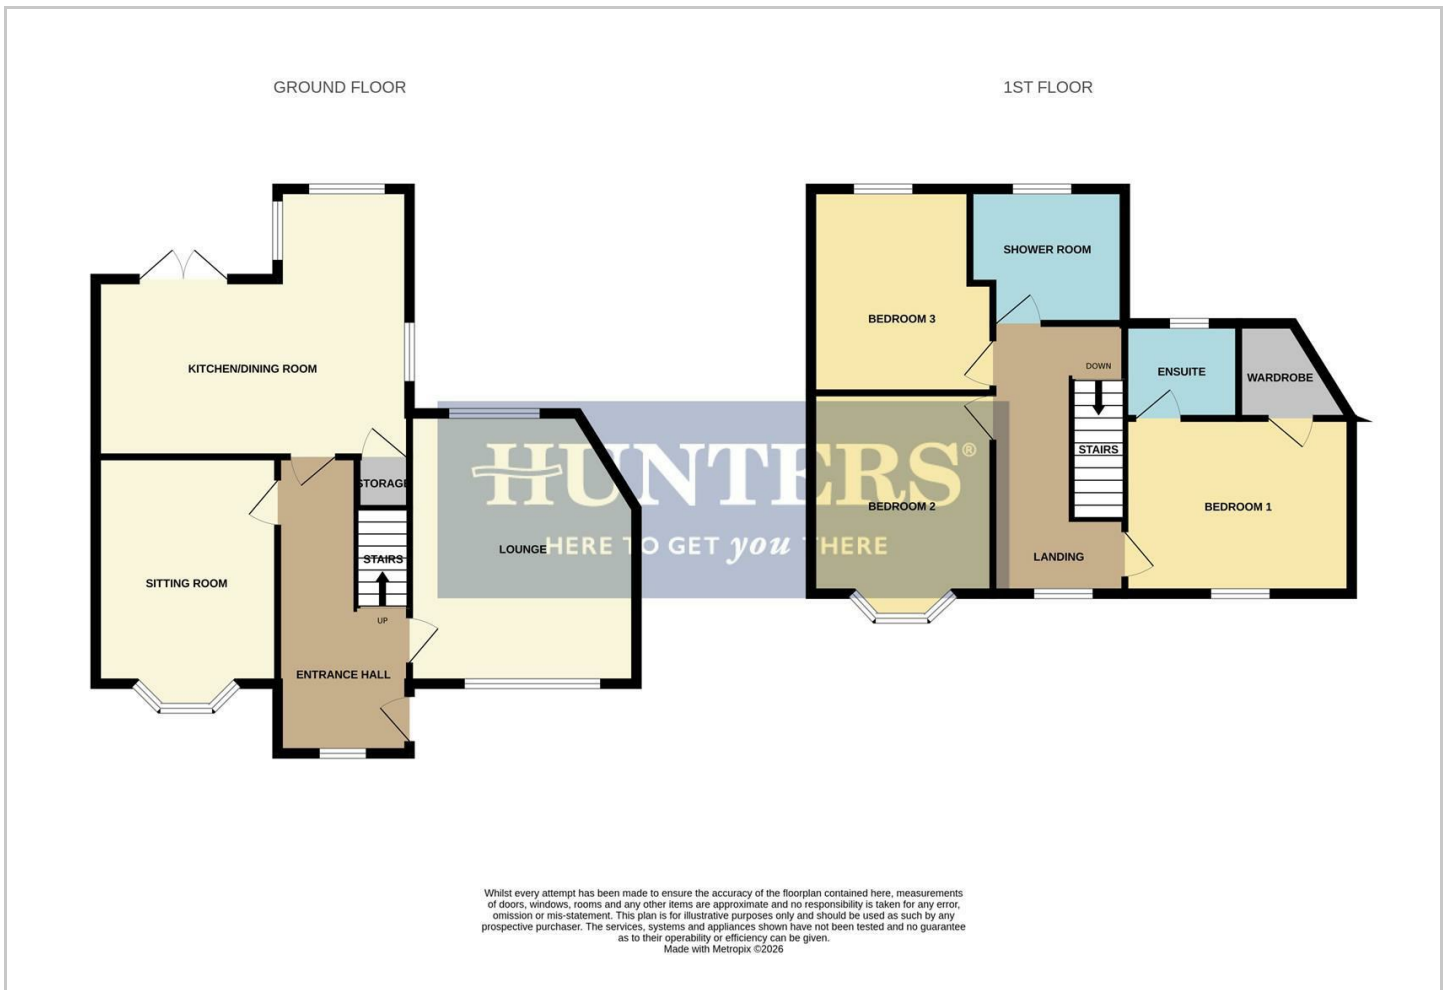 GROUND FLOOR
1ST FLOOR
SHOWER ROOM
BEDROOM 3
KITCHEN/DINING ROOM
DOWN
ENSUITE
WARDROBE
HUNTERS®
STORAGE
STAIRS
BEDROOM 2
BEDROOM 1
HERE TO GET you THERE
LOUNGE
STAIRS
LANDING
SITTING ROOM
UP
ENTRANCE HALL
Whilst every attempt has been made to ensure the accuracy of the floorplan contained here, measurements
of doors, windows, rooms and any other items are approximate and no responsibility is taken for any error,
omission or mis-statement. This plan is for illustrative purposes only and should be used as such by any
prospective purchaser. The services, systems and appliances shown have not been tested and no guarantee
as to their operability or efficiency can be given.
Made with Metropix ©2026